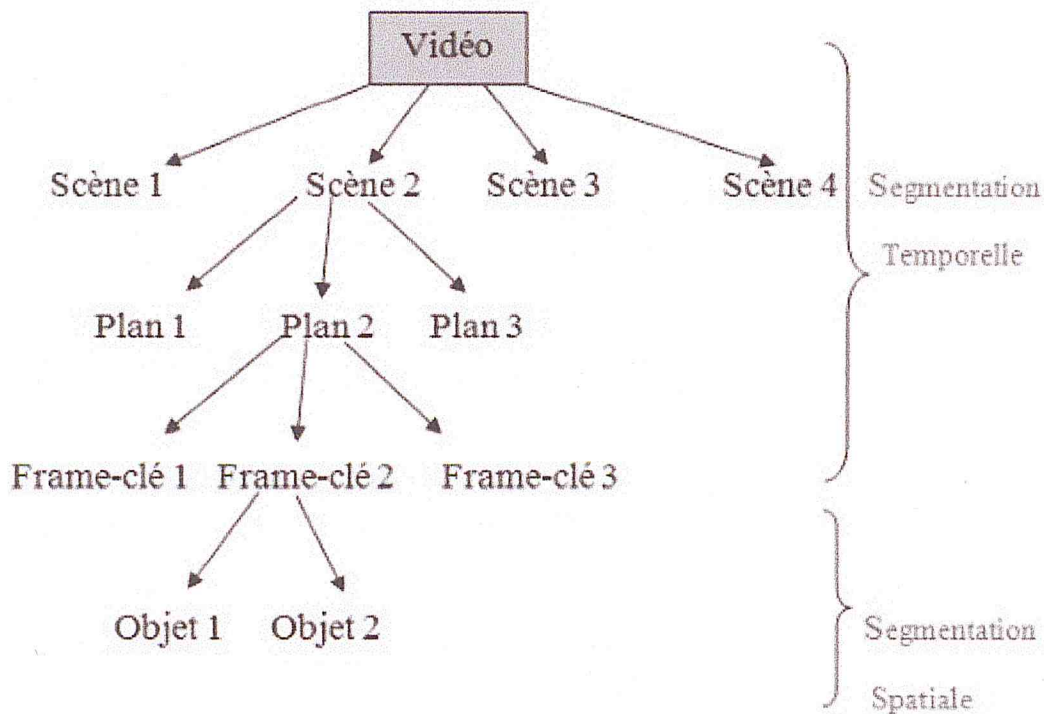 Vidéo
Scène 1 Scène 2 Scène 3 Scène 4
Segmentation
Temporelle
Plan 1 Plan 2 Plan 3
Frame-clé 1 Frame-clé 2 Frame-clé 3
Objet 1 Objet 2
Segmentation
Spatiale